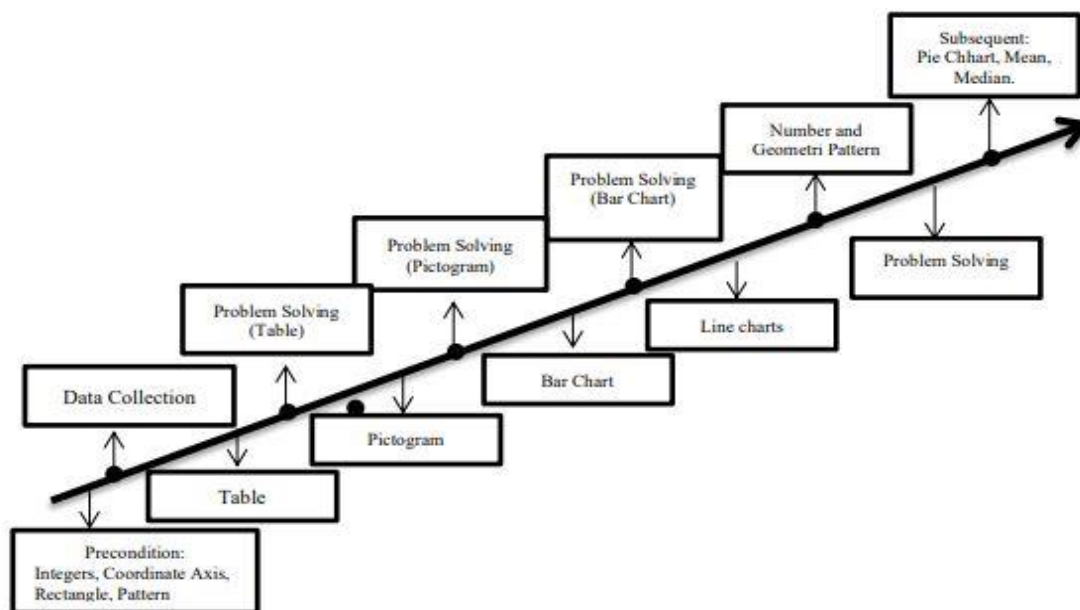 Subsequent:
Pie Chhart, Mean,
Median.
Number and
Geometri Pattern
Problem Solving
(Bar Chart)
Problem Solving
(Pictogram)
Problem Solving
Problem Solving
(Table)
Line charts
Bar Chart
Data Collection
Pictogram
Table
Precondition:
Integers, Coordinate Axis,
Rectangle, Pattern